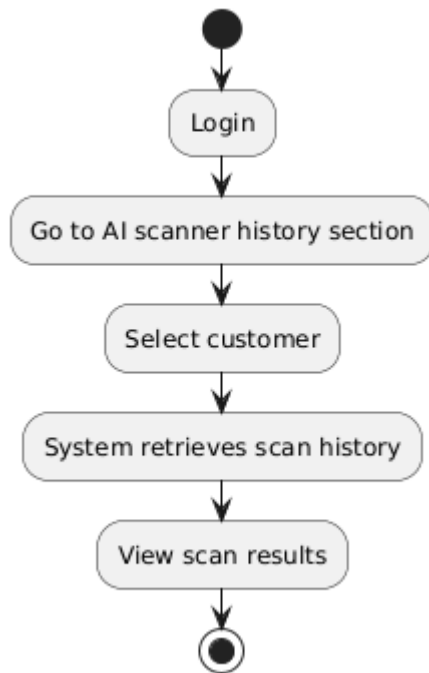 Login
Go to AI scanner history section
Select customer
System retrieves scan history
View scan results